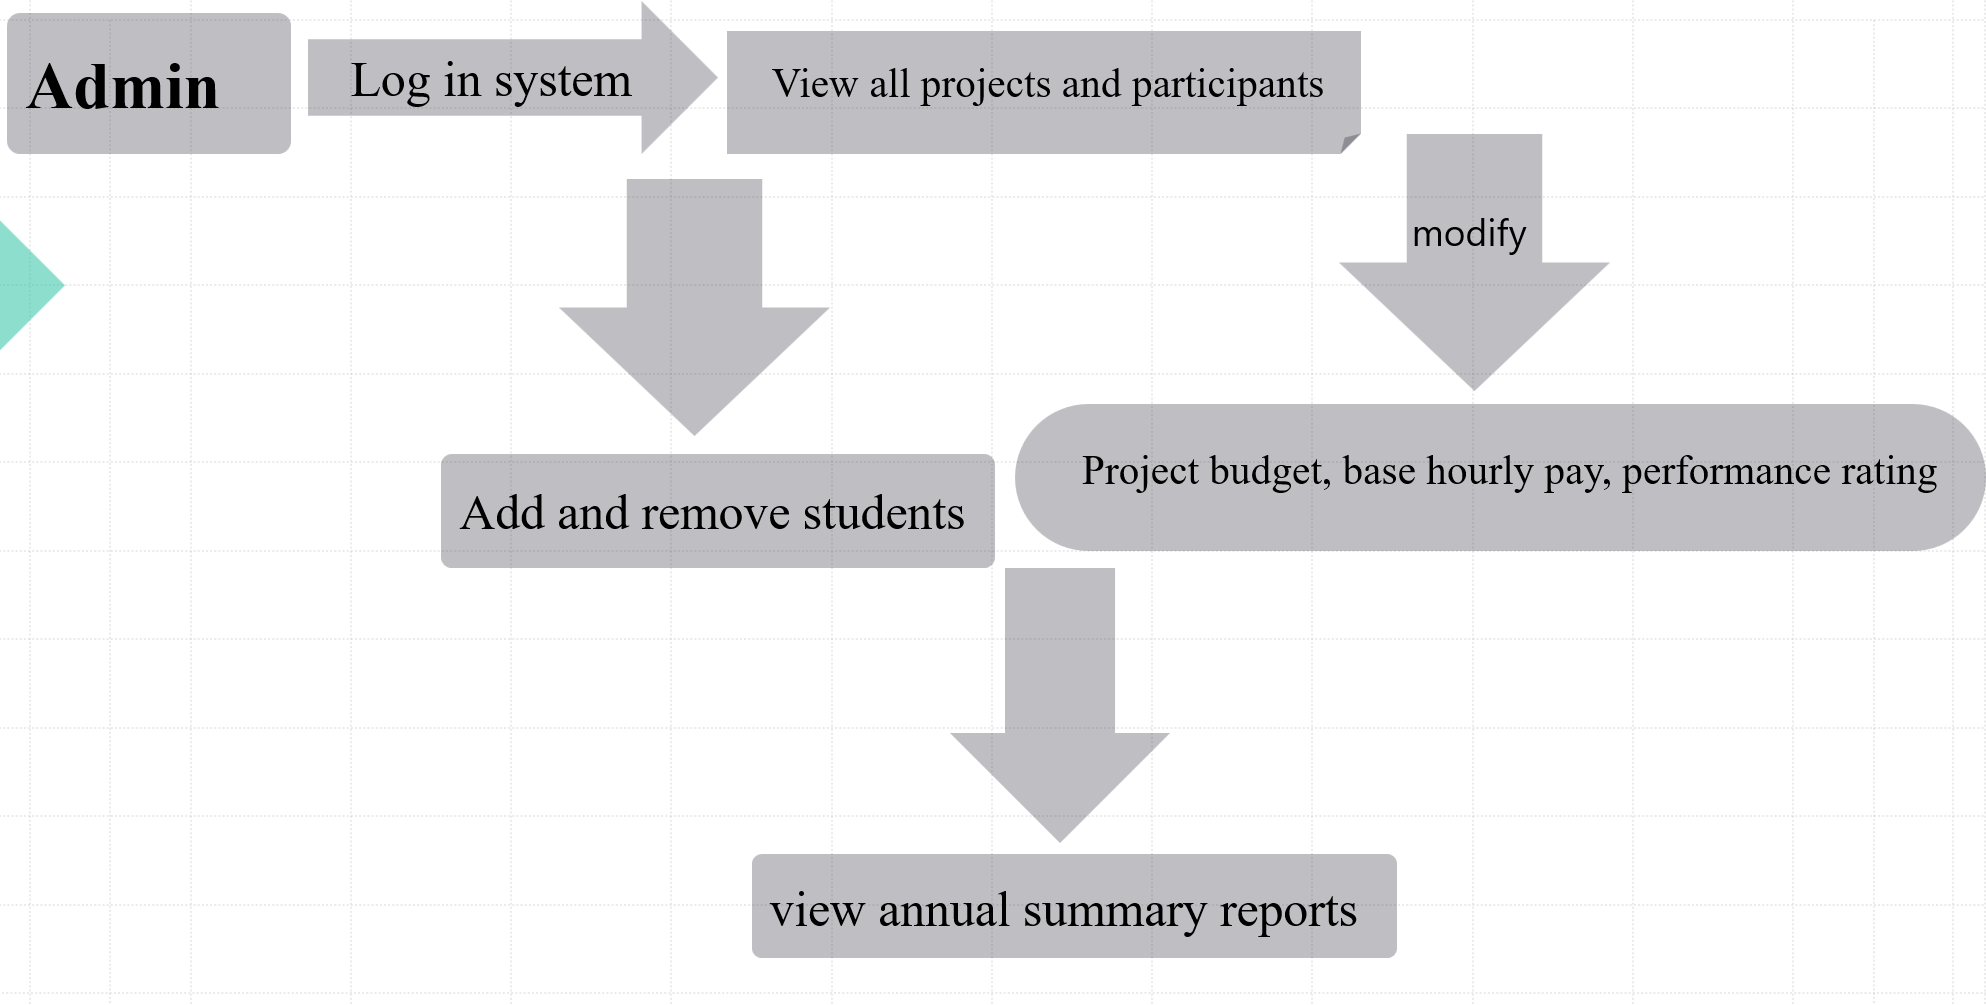 Admin
Log in system
View all projects and participants
modify
Project budget, base hourly pay, performance rating
Add and remove students
view annual summary reports